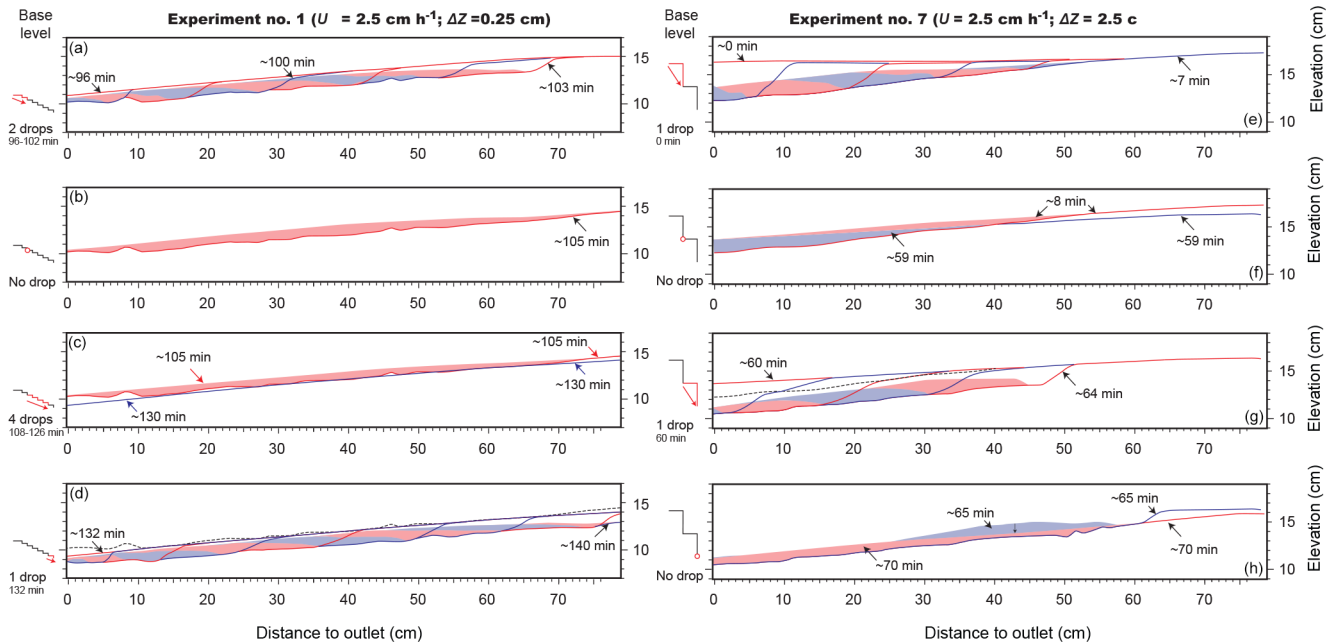 Base level
Experiment no. 1 (U = 2.5 cm h⁻¹; ΔZ =0.25 cm)
(a)
~96 min
~100 min
~103 min
15
10
2 drops
96-102 min
0 10 20 30 40 50 60 70
(b)
~105 min
15
10
No drop
0 10 20 30 40 50 60 70
(c)
~105 min
~105 min
~130 min
~130 min
15
10
4 drops
108-126 min
0 10 20 30 40 50 60 70
(d)
~132 min
~140 min
15
10
1 drop
132 min
0 10 20 30 40 50 60 70
Distance to outlet (cm)
Base level
Experiment no. 7 (U = 2.5 cm h⁻¹; ΔZ = 2.5 c
~0 min
~7 min
(e)
15
10
Elevation (cm)
1 drop
0 min
0 10 20 30 40 50 60 70
~8 min
~59 min
~59 min
(f)
15
10
Elevation (cm)
No drop
0 10 20 30 40 50 60 70
~60 min
~64 min
(g)
15
10
Elevation (cm)
1 drop
60 min
0 10 20 30 40 50 60 70
~65 min
~65 min
~70 min
~70 min
(h)
15
10
Elevation (cm)
No drop
0 10 20 30 40 50 60 70
Distance to outlet (cm)